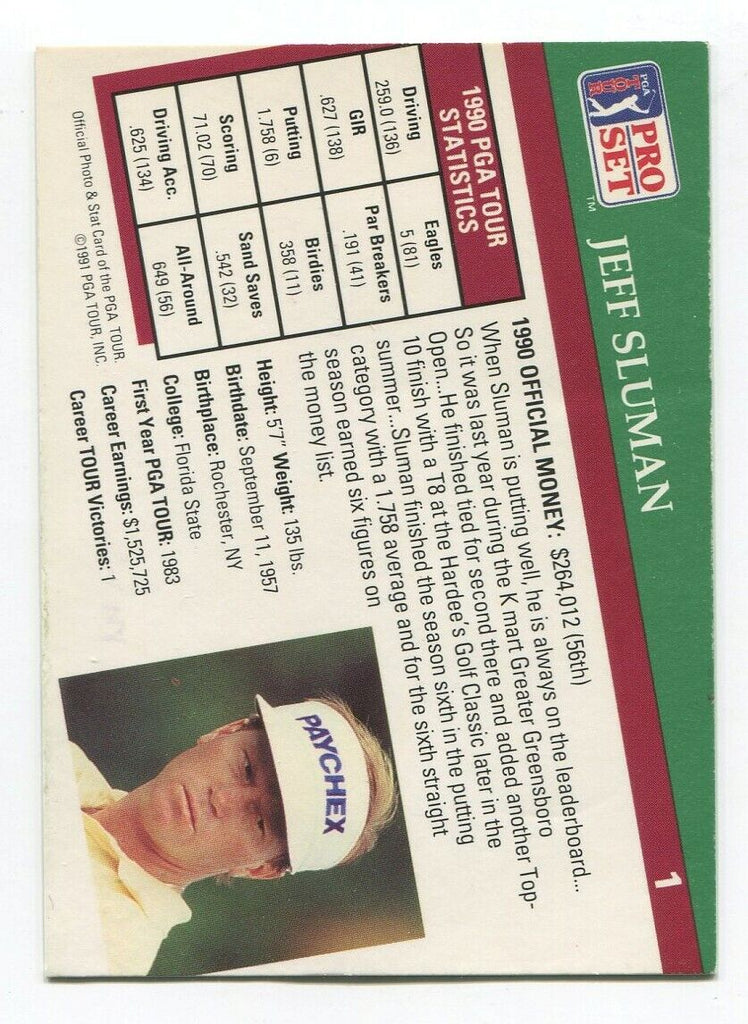 PGA
TOUR
PRO
SET
TM
JEFF SLUMAN
1
1990 PGA TOUR
STATISTICS
Driving
259.0 (136)
Eagles
5 (81)
GIR
.627 (138)
Par Breakers
.191 (41)
Putting
1.758 (6)
Birdies
358 (11)
Scoring
71.02 (70)
Sand Saves
.542 (32)
Driving Acc.
.625 (134)
All-Around
649 (56)
Official Photo & Stat Card of the PGA TOUR.
©1991 PGA TOUR, INC.
1990 OFFICIAL MONEY: $264,012 (56th)
When Sluman is putting well, he is always on the leaderboard...
So it was last year during the K mart Greater Greensboro
Open...He finished tied for second there and added another Top-
10 finish with a T8 at the Hardee's Golf Classic later in the
summer...Sluman finished the season sixth in the putting
category with a 1.758 average and for the sixth straight
season earned six figures on
the money list.
Height: 5'7" Weight: 135 lbs.
Birthdate: September 11, 1957
Birthplace: Rochester, NY
College: Florida State
First Year PGA TOUR: 1983
Career Earnings: $1,525,725
Career TOUR Victories: 1
PAYCHEX